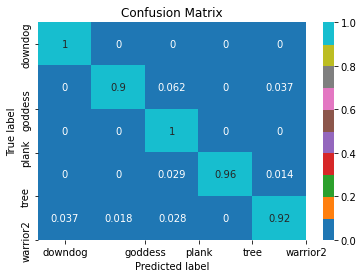 Confusion Matrix
True label
downdog
goddess
plank
tree
warrior2
1 0 0 0 0
0 0.9 0.062 0 0.037
0 0 1 0 0
0 0 0.029 0.96 0.014
0.037 0.018 0.028 0 0.92
downdog goddess plank tree warrior2
Predicted label
1.0
0.8
0.6
0.4
0.2
0.0